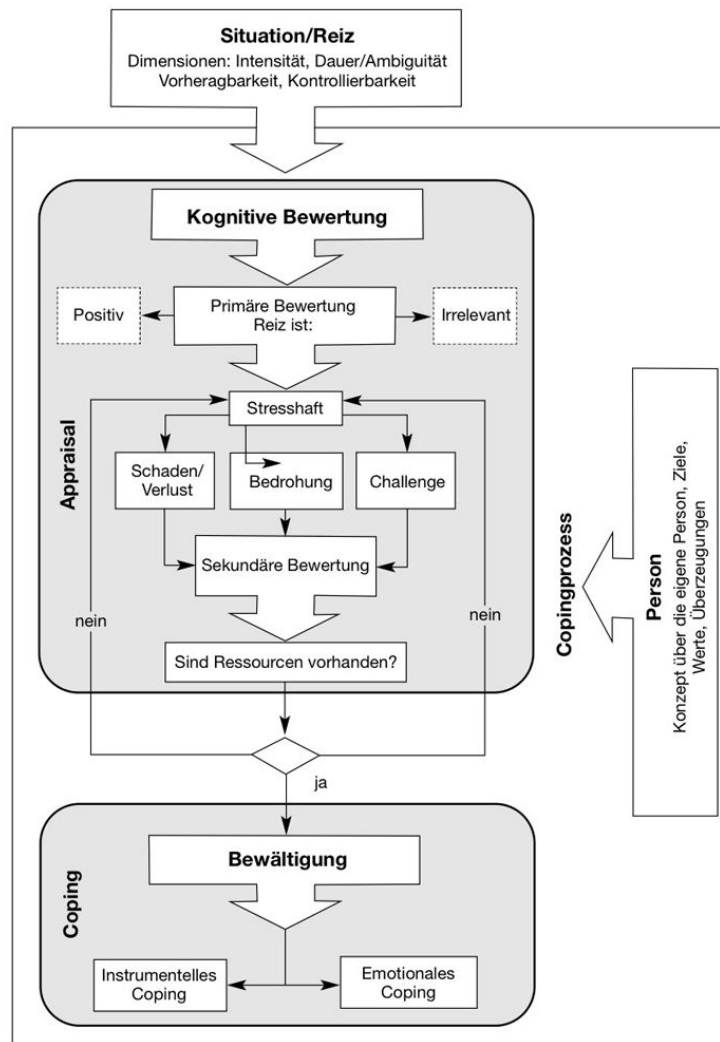 Situation/Reiz
Dimensionen: Intensität, Dauer/Ambiguität
Vorheragbarkeit, Kontrollierbarkeit
Kognitive Bewertung
Positiv
Primäre Bewertung
Reiz ist:
Irrelevant
Stresshaft
Schaden/
Verlust
Bedrohung
Challenge
Sekundäre Bewertung
nein
nein
Sind Ressourcen vorhanden?
Appraisal
ja
Bewältigung
Instrumentelles
Coping
Emotionales
Coping
Coping
Copingprozess
Person
Konzept über die eigene Person, Ziele,
Werte, Überzeugungen